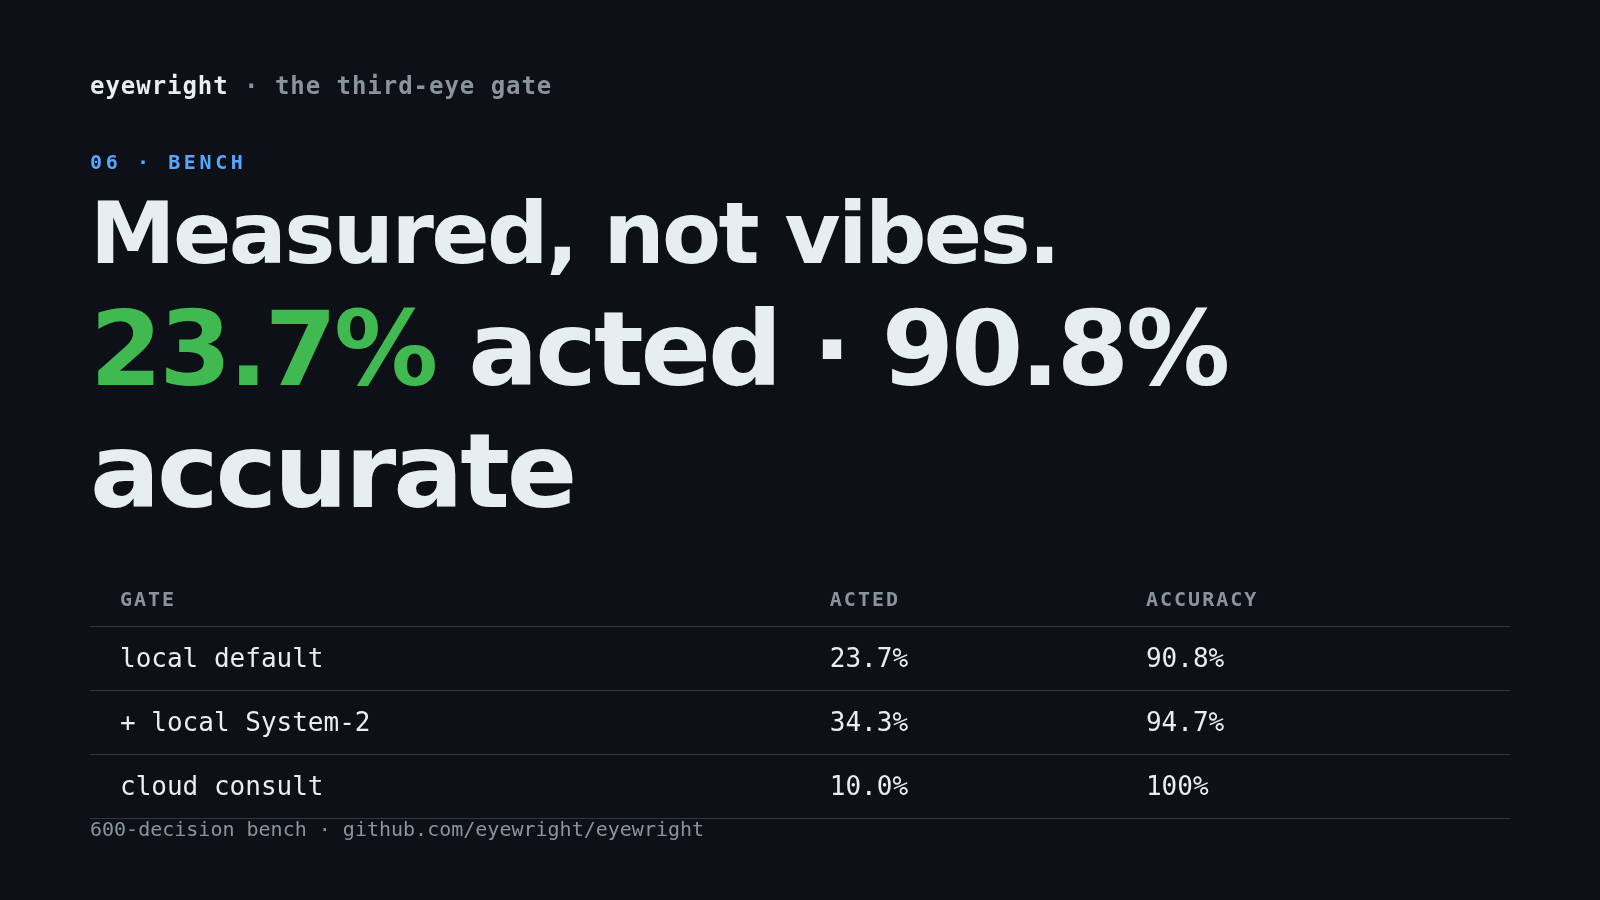 eyewright · the third-eye gate
06 · BENCH
Measured, not vibes.
23.7% acted · 90.8%
accurate
GATE ACTED ACCURACY
local default 23.7% 90.8%
+ local System-2 34.3% 94.7%
cloud consult 10.0% 100%
600-decision bench · github.com/eyewright/eyewright